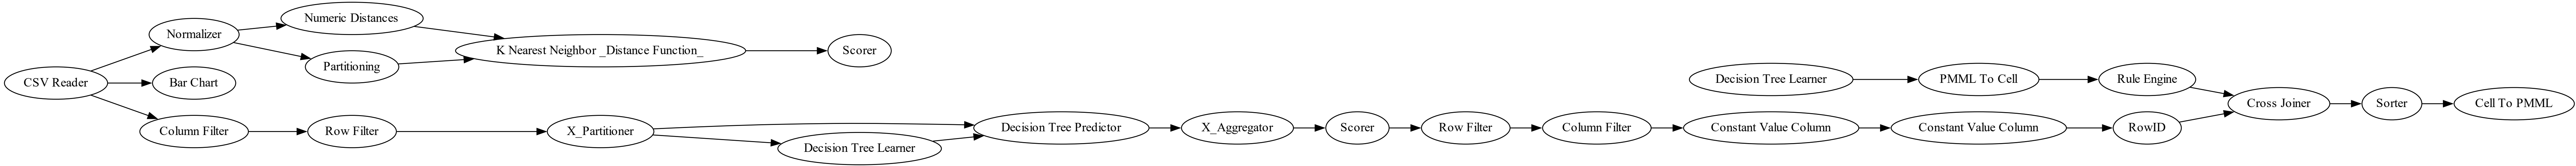 Numeric Distances
Normalizer
K Nearest Neighbor _Distance Function_
Scorer
Partitioning
CSV Reader
Bar Chart
Decision Tree Learner
PMML To Cell
Rule Engine
Cross Joiner
Sorter
Cell To PMML
Column Filter
Row Filter
X_Partitioner
Decision Tree Predictor
X_Aggregator
Scorer
Row Filter
Column Filter
Constant Value Column
Constant Value Column
RowID
Decision Tree Learner